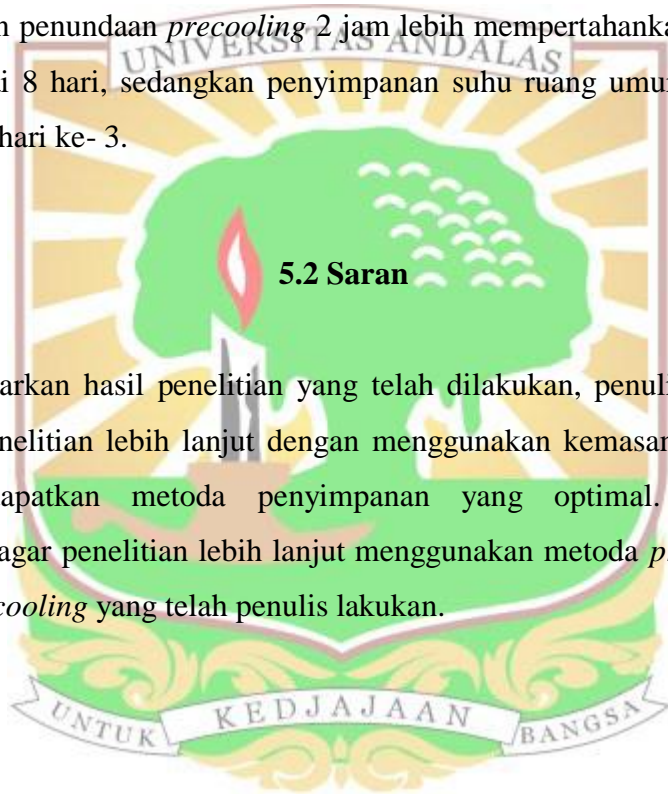 n penundaan precooling 2 jam lebih mempertahanka
UNIVERSITAS ANDALAS
i 8 hari, sedangkan penyimpanan suhu ruang umu
hari ke- 3.
5.2 Saran
arkan hasil penelitian yang telah dilakukan, penuli
nelitian lebih lanjut dengan menggunakan kemasan
apatkan metoda penyimpanan yang optimal.
agar penelitian lebih lanjut menggunakan metoda p
cooling yang telah penulis lakukan.
UNTUK KEDJAJAAN BANGSA